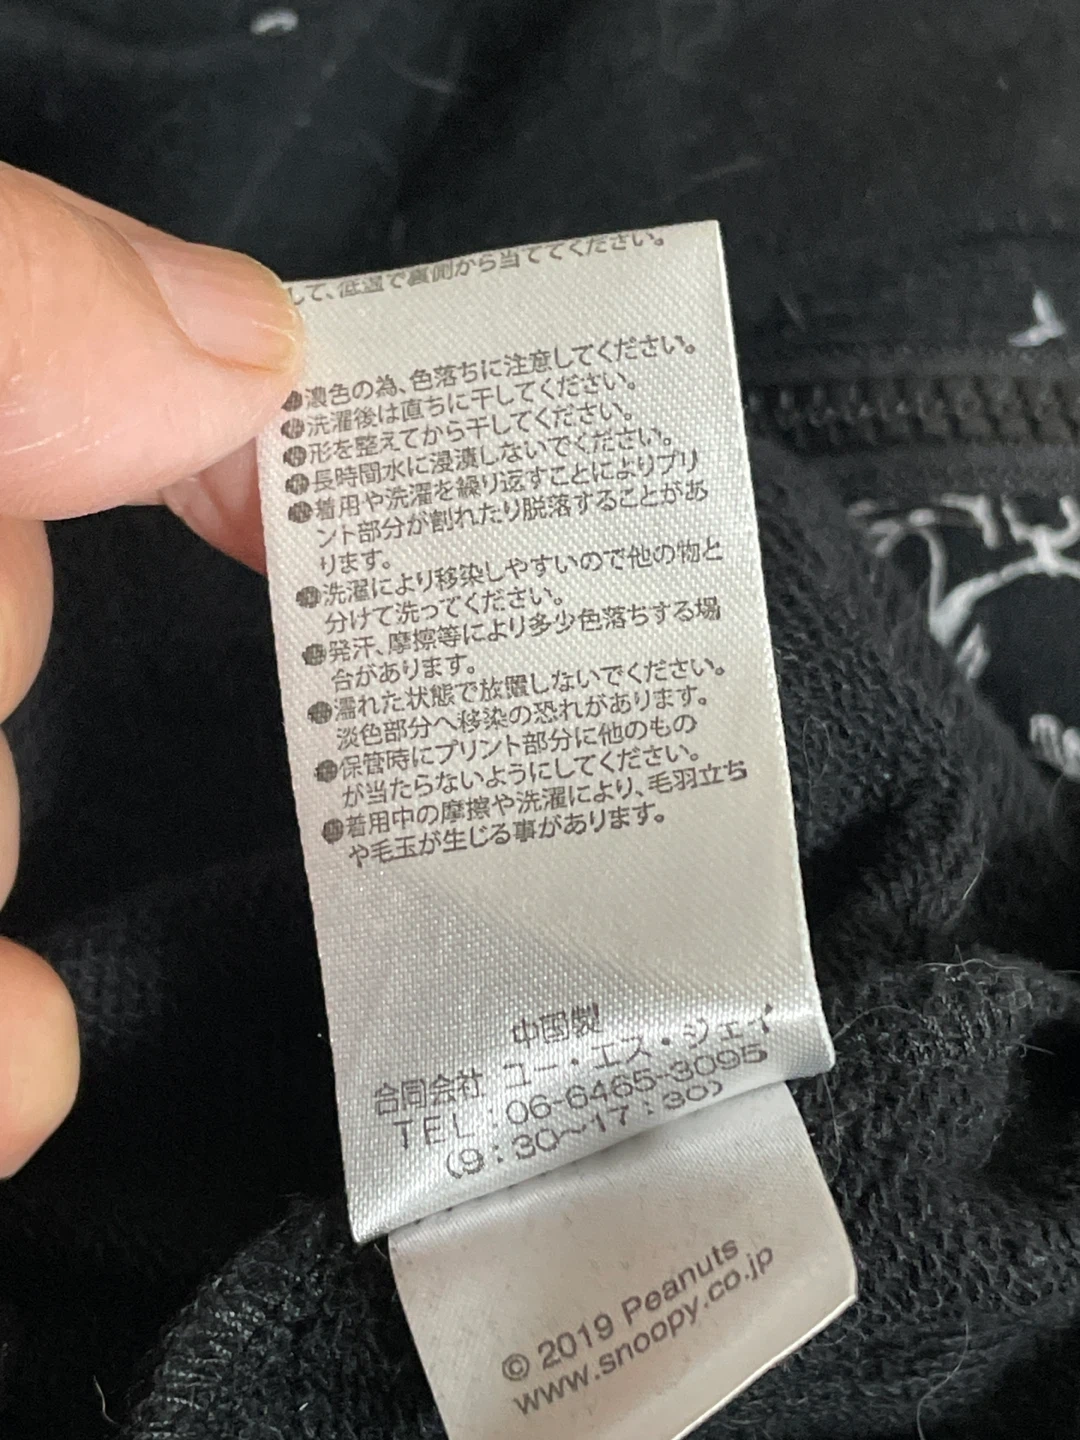 して、低温で裏側から当ててください。
●濃色の為、色落ちに注意してください。
●洗濯後は直ちに干してください。
●形を整えてから干してください。
●長時間水に浸漬しないでください。
●着用や洗濯を繰り返すことによりプリ
ント部分が割れたり脱落することがあ
ります。
●洗濯により移染しやすいので他の物と
分けて洗ってください。
●発汗、摩擦等により多少色落ちする場
合があります。
●濡れた状態で放置しないでください。
淡色部分へ移染の恐れがあります。
●保管時にプリント部分に他のもの
が当たらないようにしてください。
●着用中の摩擦や洗濯により、毛羽立ち
や毛玉が生じる事があります。
中国製
合同会社 ユー・エス・ジェイ
TEL:06-6465-3095
(9:30～17:30)
© 2019 Peanuts
www.snoopy.co.jp